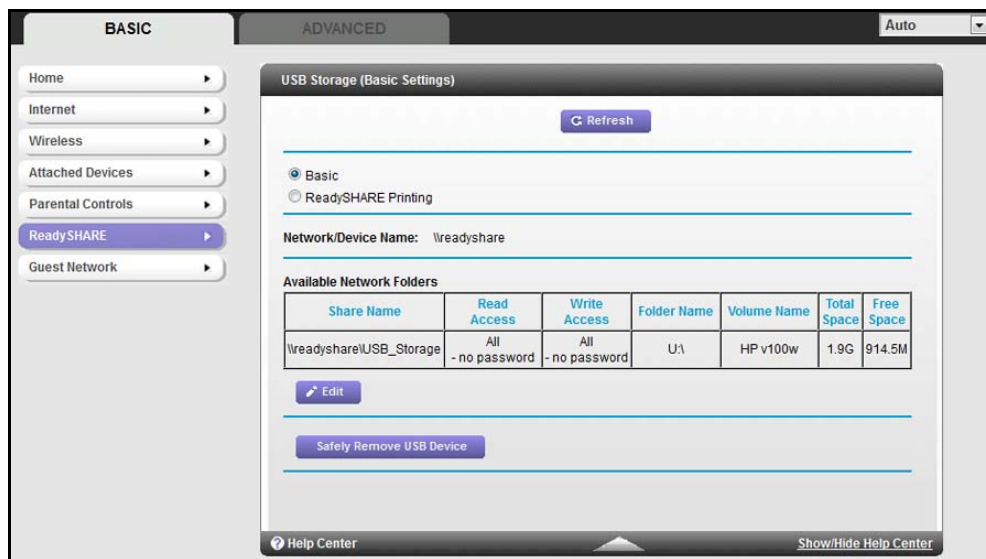 BASIC
ADVANCED
Auto
Home
Internet
Wireless
Attached Devices
Parental Controls
ReadySHARE
Guest Network
USB Storage (Basic Settings)
Refresh
Basic
ReadySHARE Printing
Network/Device Name: \\readyshare
Available Network Folders
Share Name Read Access Write Access Folder Name Volume Name Total Space Free Space
\\readyshare\USB_Storage All - no password All - no password U:\ HP v100w 1.9G 914.5M
Edit
Safely Remove USB Device
Help Center Show/Hide Help Center